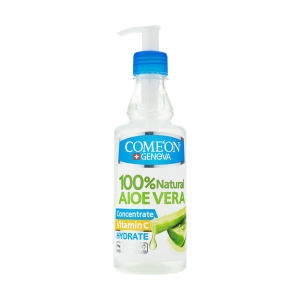 COME'ON
GENEVA
100% Natural
ALOE VERA
Concentrate
Vitamin C
HYDRATE